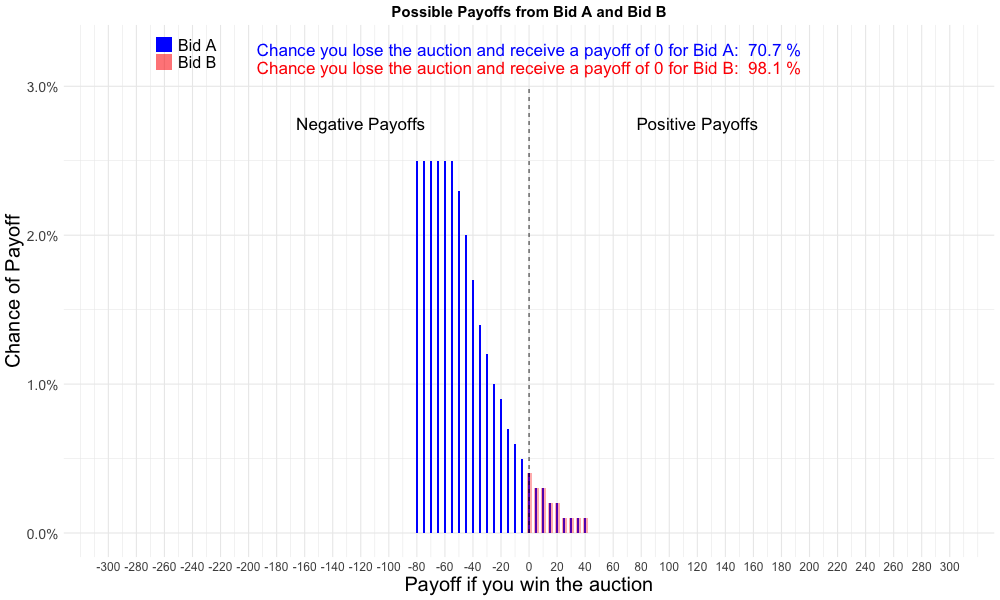 Possible Payoffs from Bid A and Bid B
Bid A
Bid B
Chance you lose the auction and receive a payoff of 0 for Bid A:  70.7 %
Chance you lose the auction and receive a payoff of 0 for Bid B:  98.1 %
Negative Payoffs
Positive Payoffs
Chance of Payoff
3.0%
2.0%
1.0%
0.0%
-300 -280 -260 -240 -220 -200 -180 -160 -140 -120 -100 -80 -60 -40 -20 0 20 40 60 80 100 120 140 160 180 200 220 240 260 280 300
Payoff if you win the auction